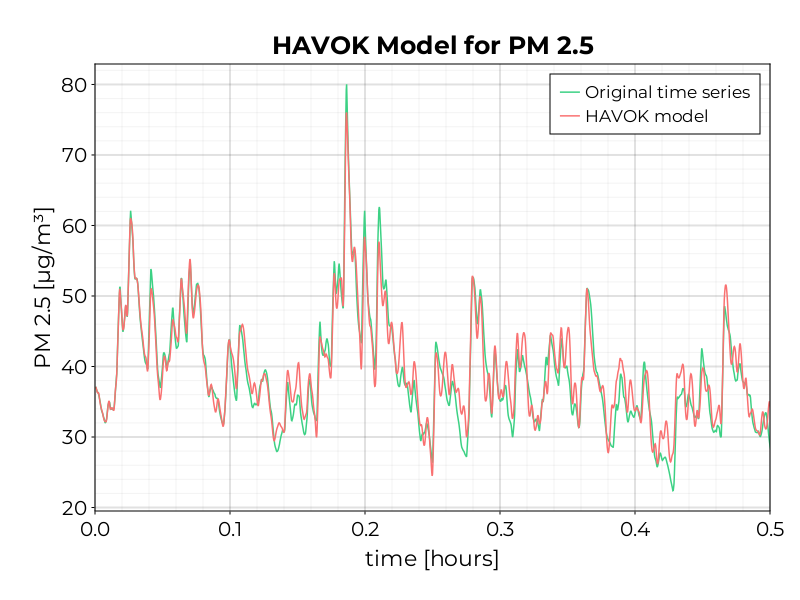 HAVOK Model for PM 2.5
Original time series
HAVOK model
PM 2.5 [μg/m³]
80
70
60
50
40
30
20
0.0 0.1 0.2 0.3 0.4 0.5
time [hours]